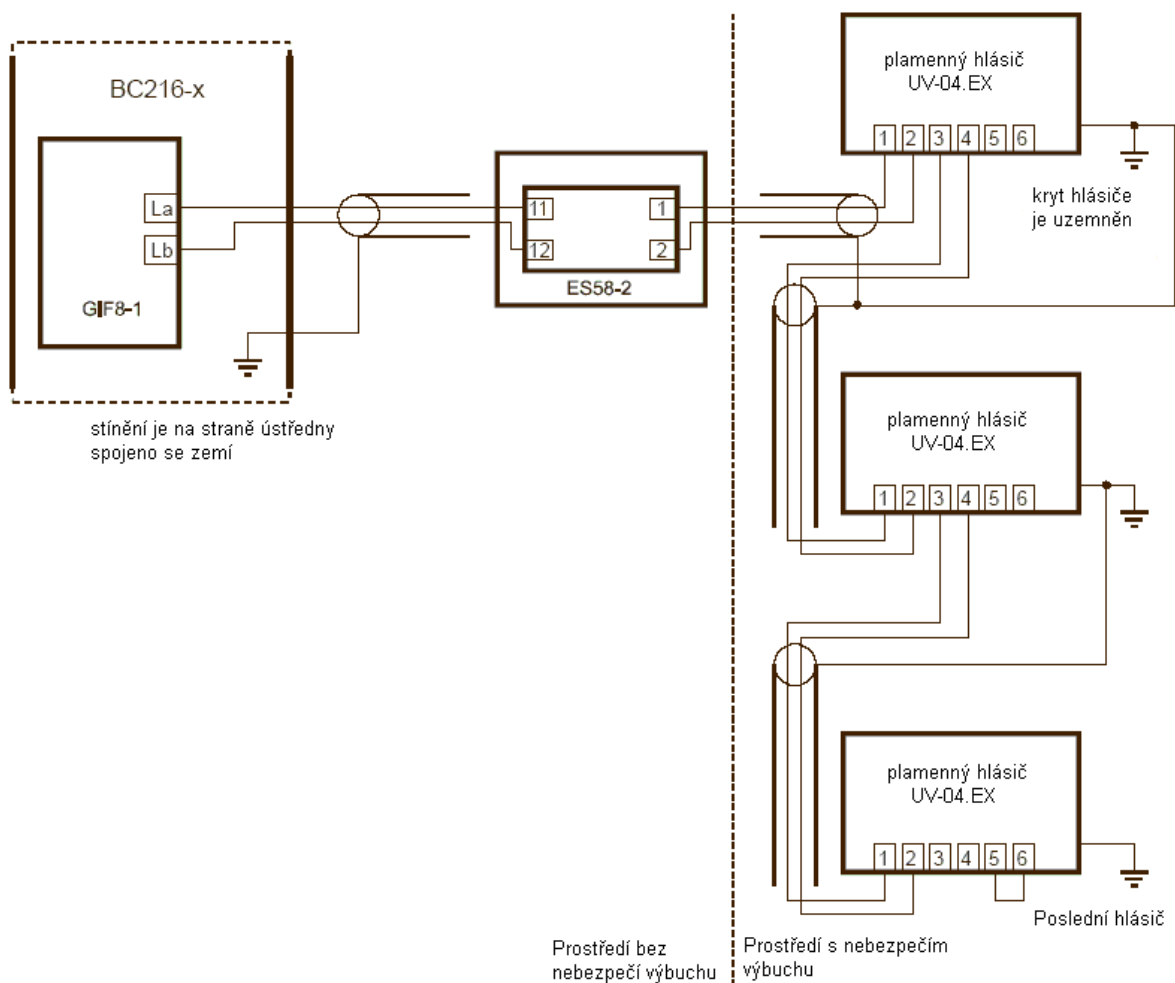 BC216-x
La
Lb
GIF8-1
stínění je na straně ústředny
spojeno se zemí
11
12
1
2
ES58-2
plamenný hlásič
UV-04.EX
1 2 3 4 5 6
kryt hlásiče
je uzemněn
plamenný hlásič
UV-04.EX
1 2 3 4 5 6
plamenný hlásič
UV-04.EX
1 2 3 4 5 6
Poslední hlásič
Prostředí bez
nebezpečí výbuchu
Prostředí s nebezpečím
výbuchu